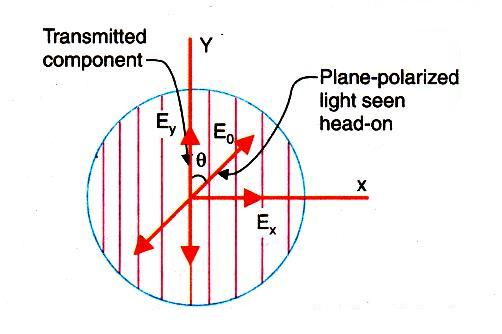 Transmitted
component
Y
Plane-polarized
light seen
head-on
Ey
E0
θ
x
Ex